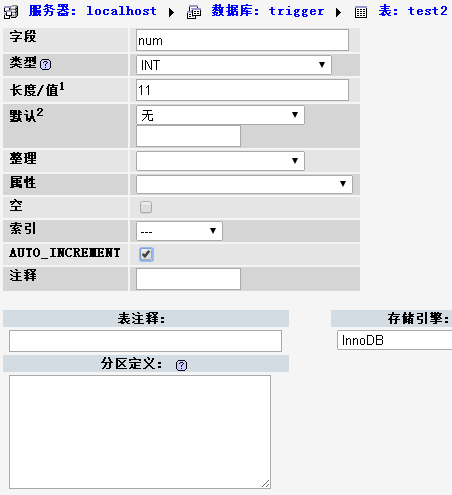 服务器: localhost ▶ 数据库: trigger ▶ 表: test2
字段 num
类型 INT
长度/值1 11
默认2 无
整理
属性
空
索引 ---
AUTO_INCREMENT
注释
表注释: 存储引擎:
InnoDB
分区定义: